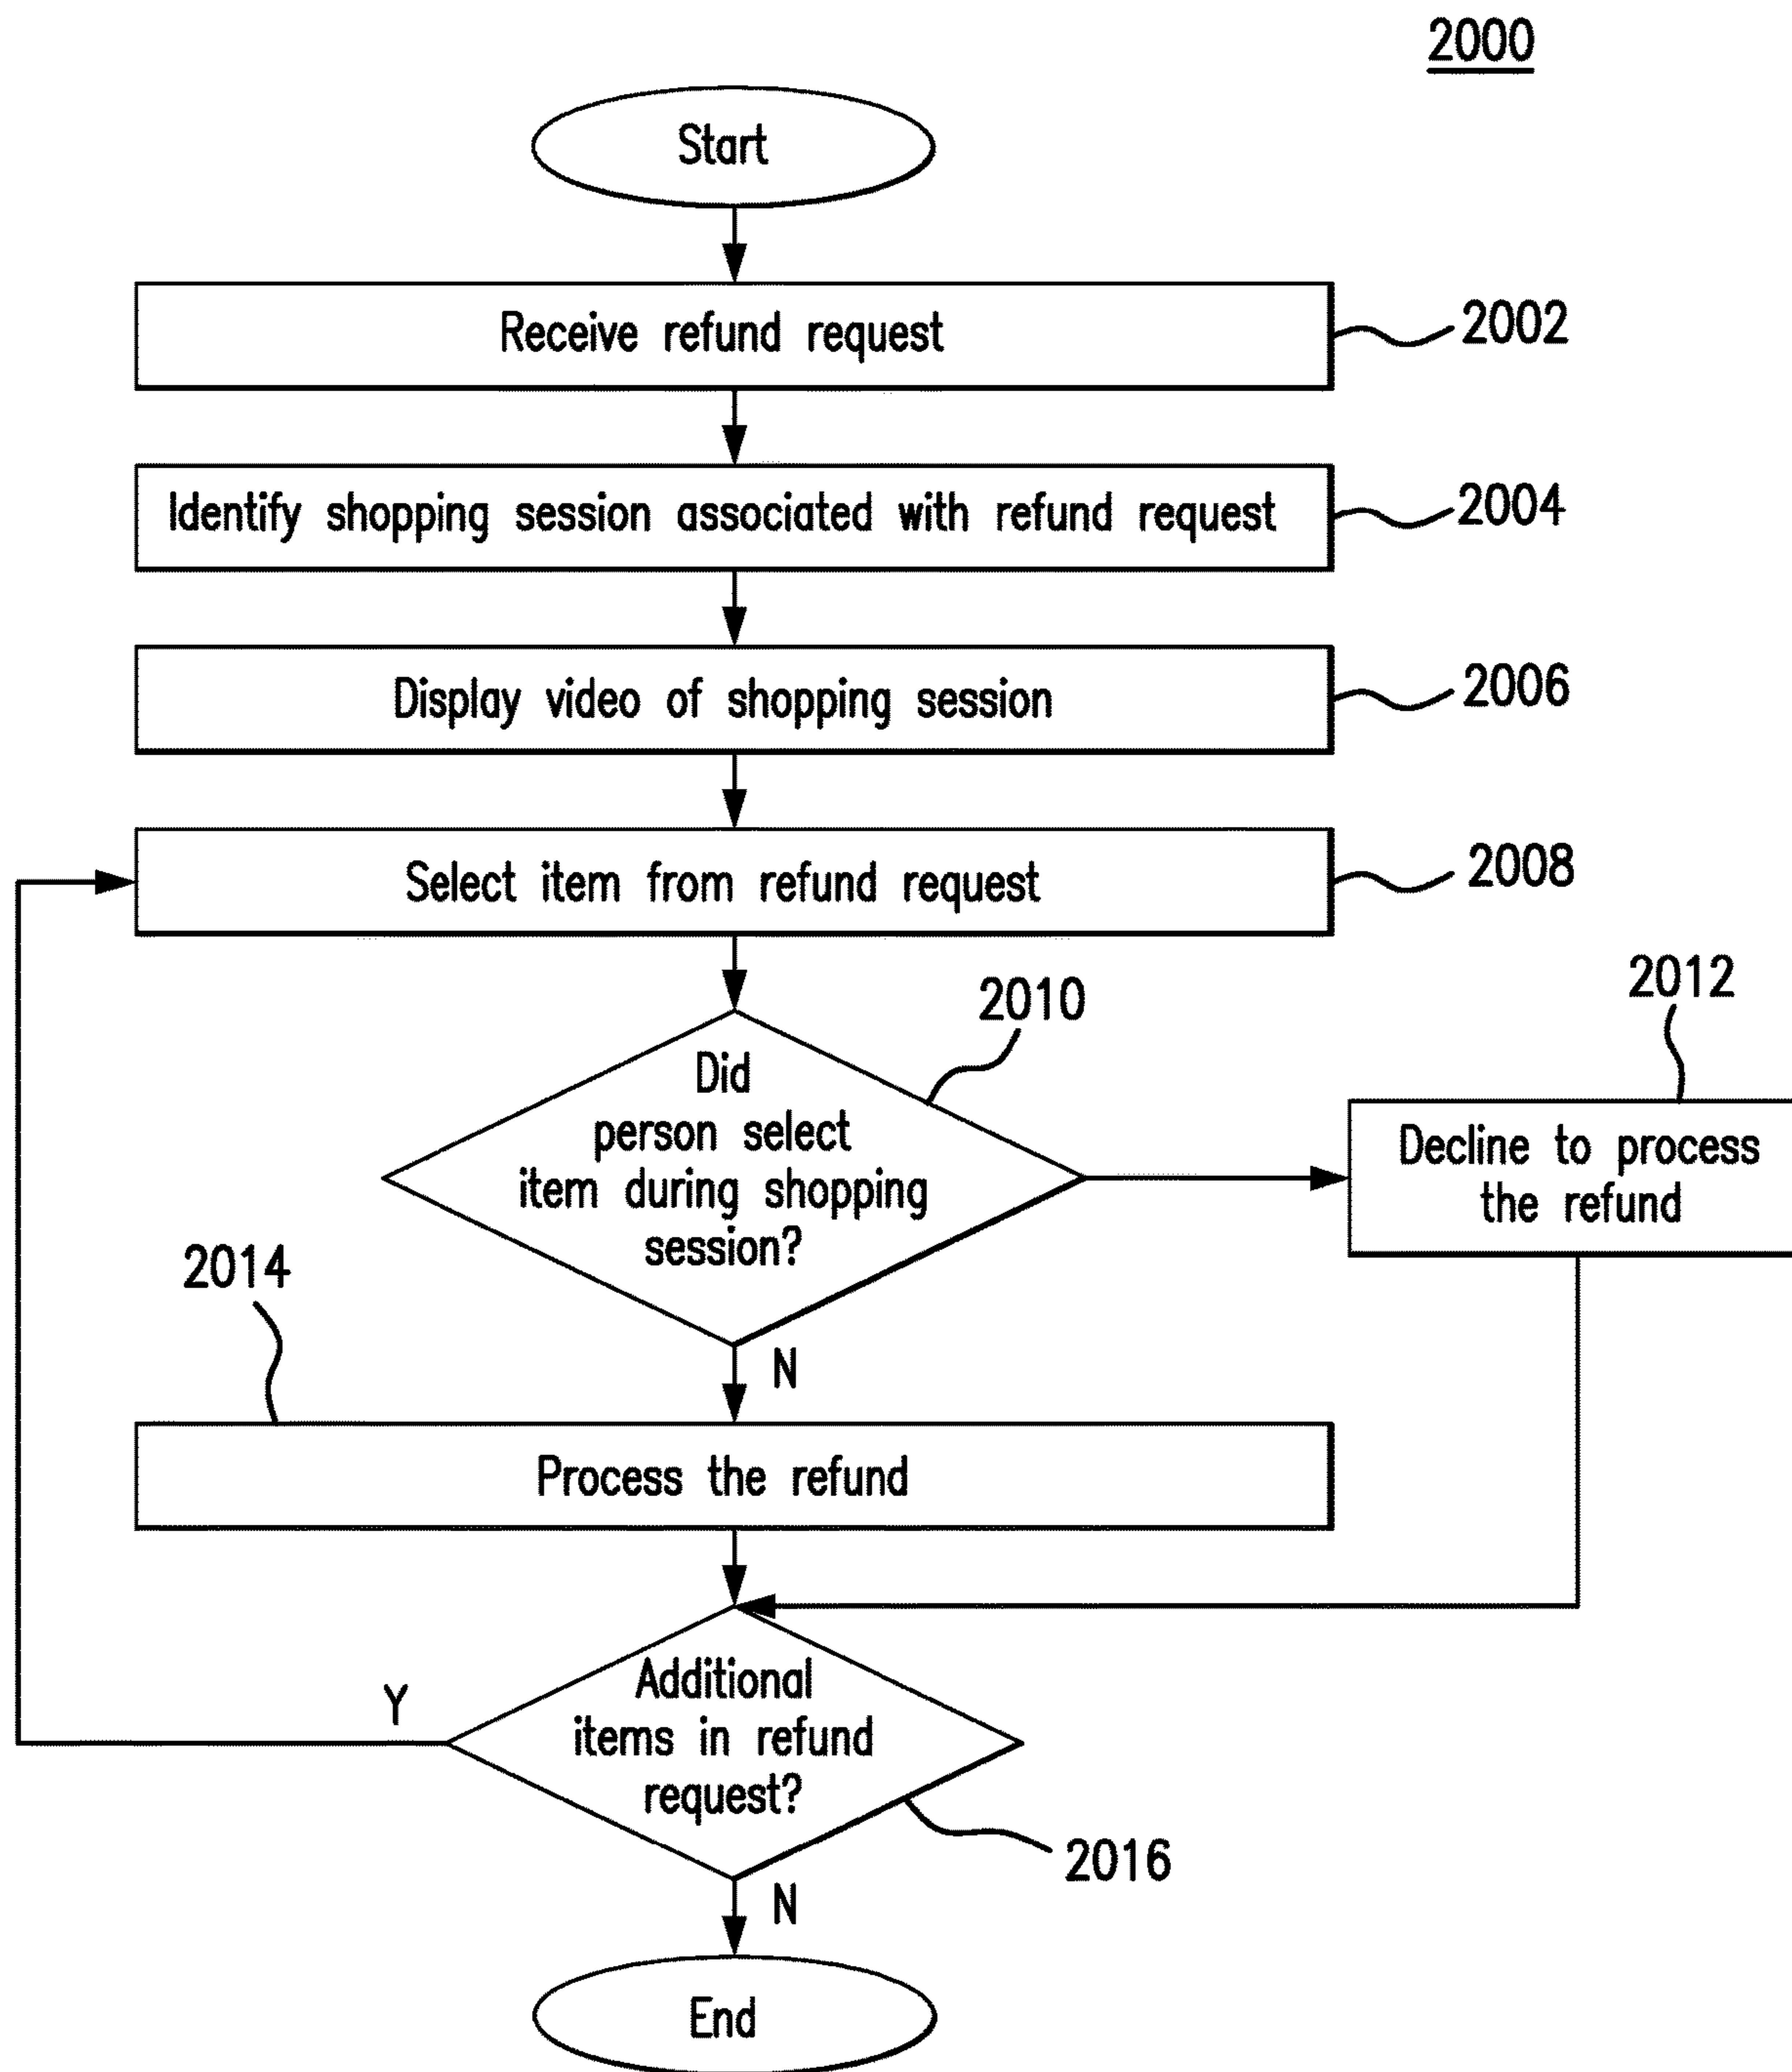 2000
Start
Receive refund request
2002
Identify shopping session associated with refund request
2004
Display video of shopping session
2006
Select item from refund request
2008
2010
2012
Did
person select
item during shopping
session?
Decline to process
the refund
2014
N
Process the refund
Y
Additional
items in refund
request?
2016
N
End